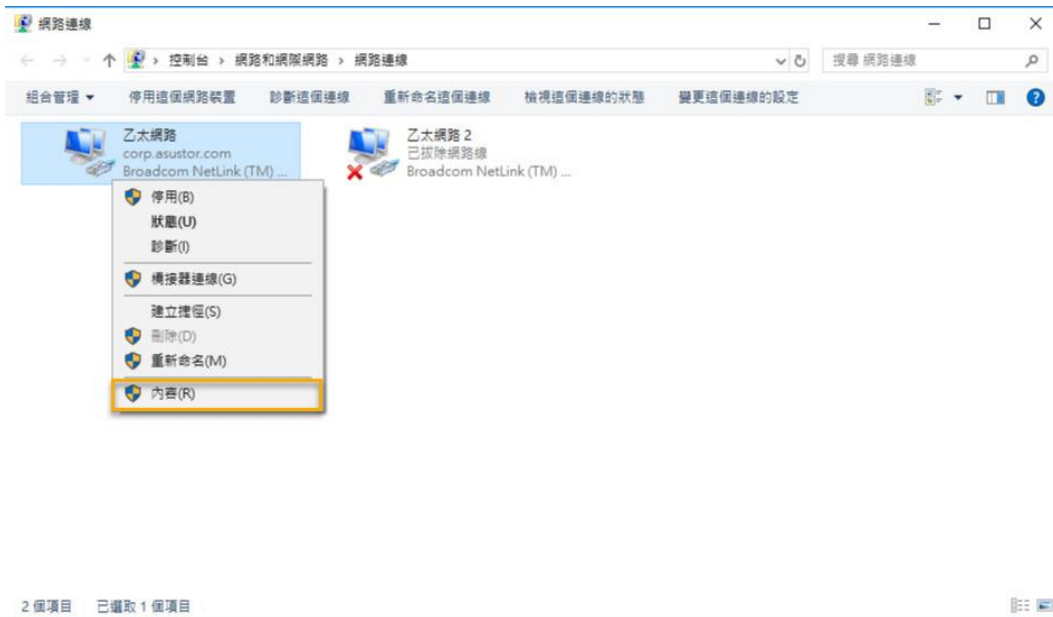 網路連線
控制台 › 網路和網際網路 › 網路連線
搜尋 網路連線
組合管理
停用這個網路裝置
診斷這個連線
重新命名這個連線
檢視這個連線的狀態
變更這個連線的設定
乙太網路
corp.asustor.com
Broadcom NetLink (TM) ...
乙太網路 2
已拔除網路線
Broadcom NetLink (TM) ...
停用(B)
狀態(U)
診斷(I)
橋接器連線(G)
建立捷徑(S)
刪除(D)
重新命名(M)
內容(R)
2 個項目
已選取 1 個項目